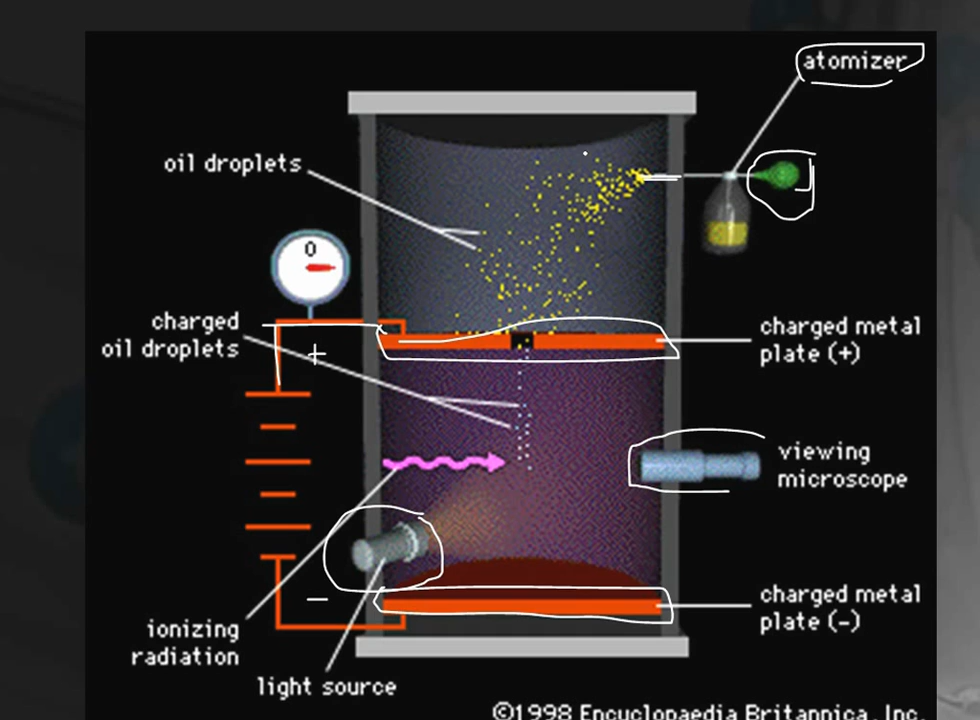 atomizer
oil droplets
0
charged
oil droplets
+
charged metal
plate (+)
viewing
microscope
charged metal
plate (-)
−
ionizing
radiation
light source
©1998 Encyclopaedia Britannica, Inc.